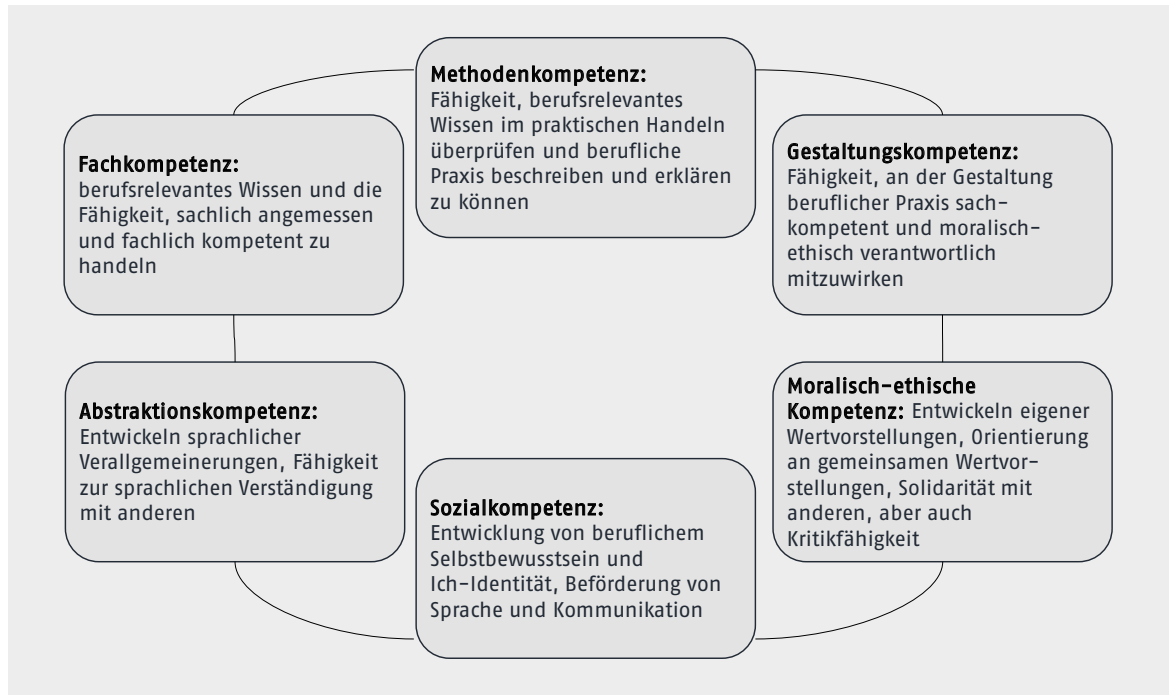 Methodenkompetenz:
Fähigkeit, berufsrelevantes
Wissen im praktischen Handeln
überprüfen und berufliche
Praxis beschreiben und erklären
zu können
Fachkompetenz:
berufsrelevantes Wissen und die
Fähigkeit, sachlich angemessen
und fachlich kompetent zu
handeln
Gestaltungskompetenz:
Fähigkeit, an der Gestaltung
beruflicher Praxis sach-
kompetent und moralisch-
ethisch verantwortlich
mitzuwirken
Abstraktionskompetenz:
Entwickeln sprachlicher
Verallgemeinerungen, Fähigkeit
zur sprachlichen Verständigung
mit anderen
Moralisch-ethische
Kompetenz: Entwickeln eigener
Wertvorstellungen, Orientierung
an gemeinsamen Wertvor-
stellungen, Solidarität mit
anderen, aber auch
Kritikfähigkeit
Sozialkompetenz:
Entwicklung von beruflichem
Selbstbewusstsein und
Ich-Identität, Beförderung von
Sprache und Kommunikation